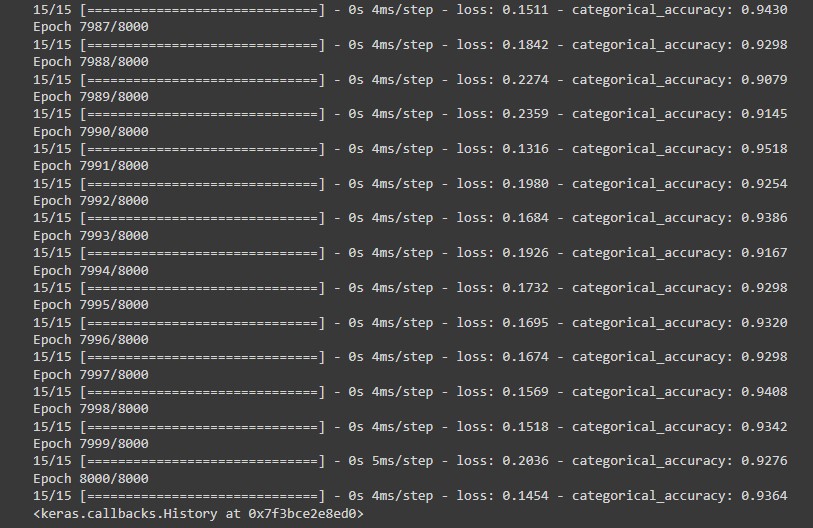 15/15 [==============================] - 0s 4ms/step - loss: 0.1511 - categorical_accuracy: 0.9430
Epoch 7987/8000
15/15 [==============================] - 0s 4ms/step - loss: 0.1842 - categorical_accuracy: 0.9298
Epoch 7988/8000
15/15 [==============================] - 0s 4ms/step - loss: 0.2274 - categorical_accuracy: 0.9079
Epoch 7989/8000
15/15 [==============================] - 0s 4ms/step - loss: 0.2359 - categorical_accuracy: 0.9145
Epoch 7990/8000
15/15 [==============================] - 0s 4ms/step - loss: 0.1316 - categorical_accuracy: 0.9518
Epoch 7991/8000
15/15 [==============================] - 0s 4ms/step - loss: 0.1980 - categorical_accuracy: 0.9254
Epoch 7992/8000
15/15 [==============================] - 0s 4ms/step - loss: 0.1684 - categorical_accuracy: 0.9386
Epoch 7993/8000
15/15 [==============================] - 0s 4ms/step - loss: 0.1926 - categorical_accuracy: 0.9167
Epoch 7994/8000
15/15 [==============================] - 0s 4ms/step - loss: 0.1732 - categorical_accuracy: 0.9298
Epoch 7995/8000
15/15 [==============================] - 0s 4ms/step - loss: 0.1695 - categorical_accuracy: 0.9320
Epoch 7996/8000
15/15 [==============================] - 0s 4ms/step - loss: 0.1674 - categorical_accuracy: 0.9298
Epoch 7997/8000
15/15 [==============================] - 0s 4ms/step - loss: 0.1569 - categorical_accuracy: 0.9408
Epoch 7998/8000
15/15 [==============================] - 0s 4ms/step - loss: 0.1518 - categorical_accuracy: 0.9342
Epoch 7999/8000
15/15 [==============================] - 0s 5ms/step - loss: 0.2036 - categorical_accuracy: 0.9276
Epoch 8000/8000
15/15 [==============================] - 0s 4ms/step - loss: 0.1454 - categorical_accuracy: 0.9364
<keras.callbacks.History at 0x7f3bce2e8ed0>